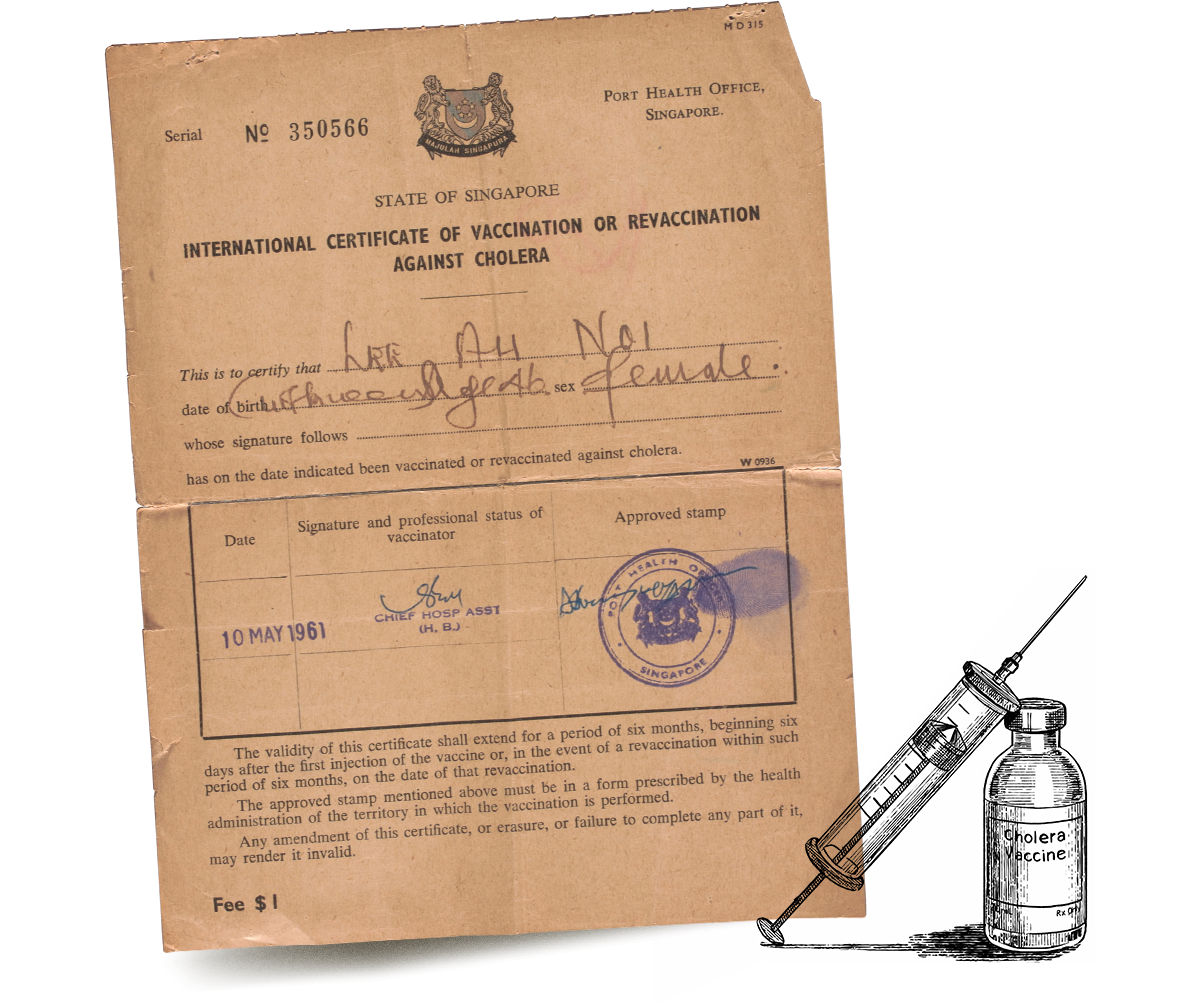 M D 315
PORT HEALTH OFFICE,
SINGAPORE.
Serial № 350566
MAJULAH SINGAPURA
STATE OF SINGAPORE
INTERNATIONAL CERTIFICATE OF VACCINATION OR REVACCINATION
AGAINST CHOLERA
This is to certify that LEE AH NOI
date of birth sex female.
whose signature follows
has on the date indicated been vaccinated or revaccinated against cholera.
W 0936
Date
Signature and professional status of
vaccinator
Approved stamp
10 MAY 1961
CHIEF HOSP ASST
(H. B.)
PORT HEALTH OFFICE
SINGAPORE
The validity of this certificate shall extend for a period of six months, beginning six
days after the first injection of the vaccine or, in the event of a revaccination within such
period of six months, on the date of that revaccination.
The approved stamp mentioned above must be in a form prescribed by the health
administration of the territory in which the vaccination is performed.
Any amendment of this certificate, or erasure, or failure to complete any part of it,
may render it invalid.
Fee $1
Cholera
Vaccine
Rx Only